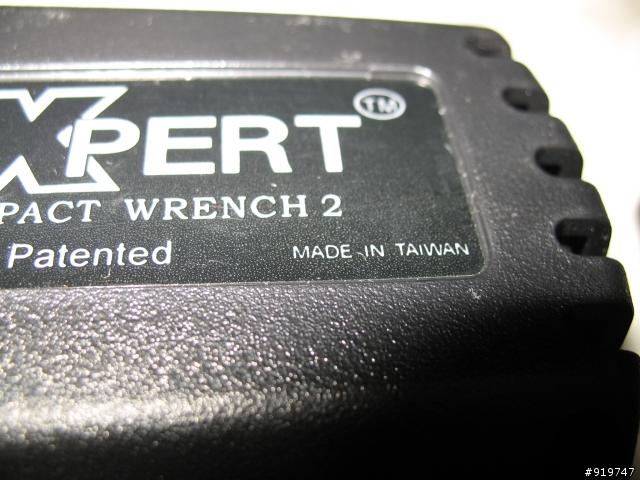 XPERT™
PACT WRENCH 2
Patented
MADE IN TAIWAN
#919747